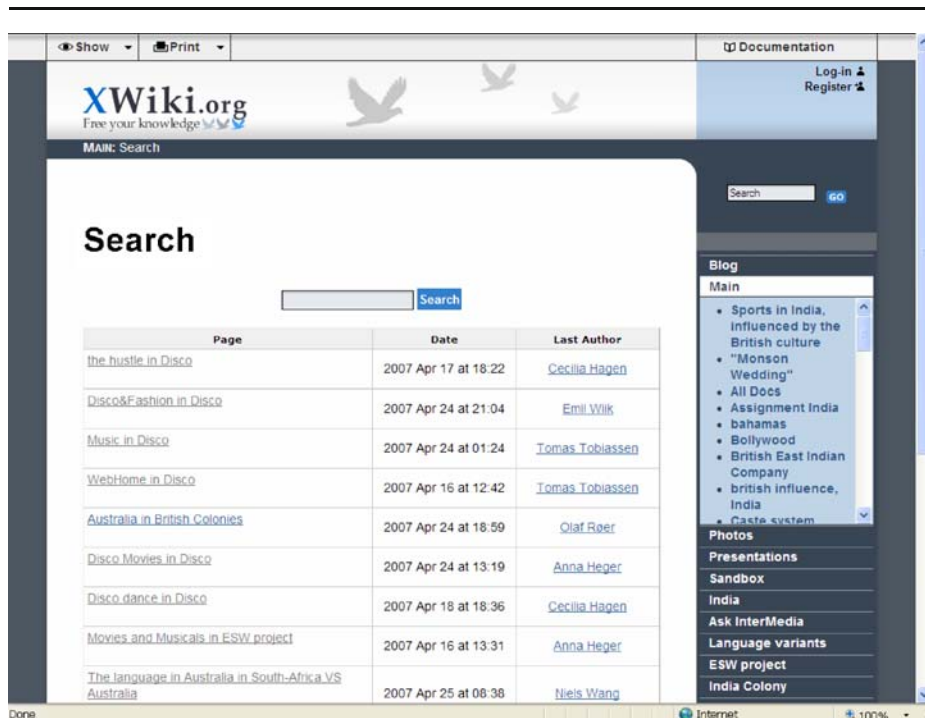 Show Print Documentation
Log-in
Register
XWiki.org
Free your knowledge
MAIN: Search
Search GO
Search
Search
Page Date Last Author
the hustle in Disco 2007 Apr 17 at 18:22 Cecilia Hagen
Disco&Fashion in Disco 2007 Apr 24 at 21:04 Emil Wiik
Music in Disco 2007 Apr 24 at 01:24 Tomas Tobiassen
WebHome in Disco 2007 Apr 16 at 12:42 Tomas Tobiassen
Australia in British Colonies 2007 Apr 24 at 18:59 Olaf Røer
Disco Movies in Disco 2007 Apr 24 at 13:19 Anna Heger
Disco dance in Disco 2007 Apr 18 at 18:36 Cecilia Hagen
Movies and Musicals in ESW project 2007 Apr 16 at 13:31 Anna Heger
The language in Australia in South-Africa VS
Australia 2007 Apr 25 at 08:38 Niels Wang
Blog
Main
Sports in India,
influenced by the
British culture
"Monson
Wedding"
All Docs
Assignment India
bahamas
Bollywood
British East Indian
Company
british influence,
India
Caste system
Photos
Presentations
Sandbox
India
Ask InterMedia
Language variants
ESW project
India Colony
Done Internet 100%